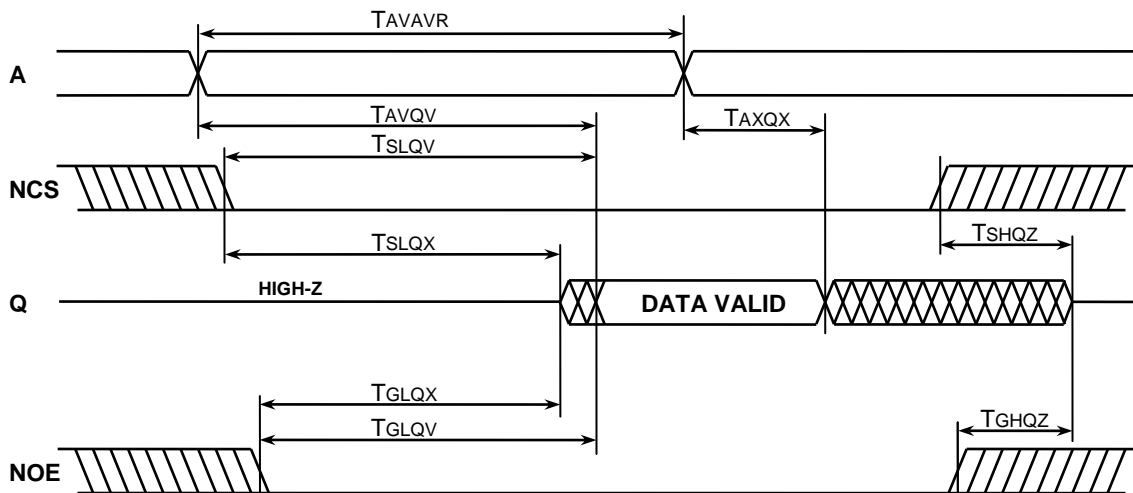 TAVAVR
A
TAVQV
TAXQX
TSLQV
NCS
TSLQX
TSHQZ
HIGH-Z
Q
DATA VALID
TGLQX
TGLQV
TGHQZ
NOE